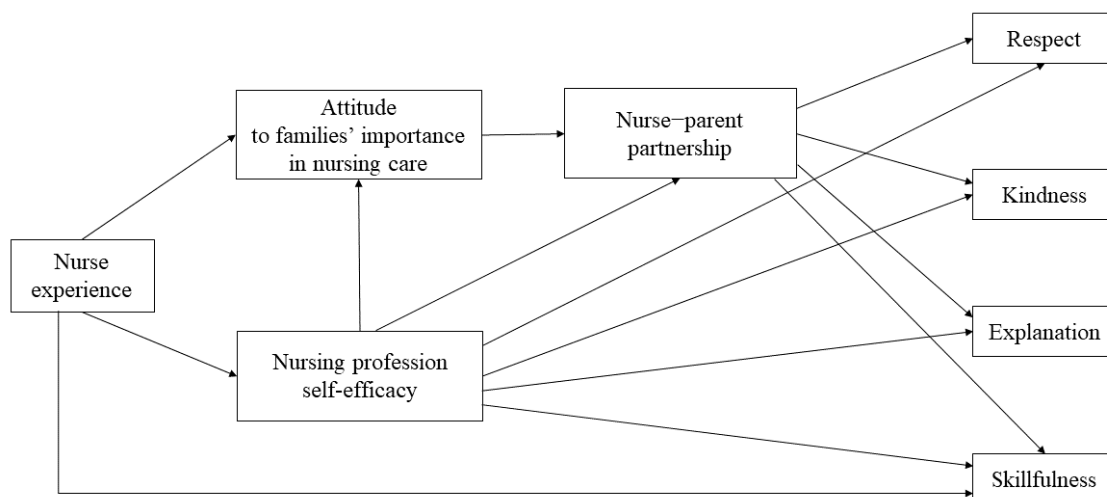 Respect
Attitude
to families’ importance
in nursing care
Nurse−parent
partnership
Kindness
Nurse
experience
Explanation
Nursing profession
self-efficacy
Skillfulness